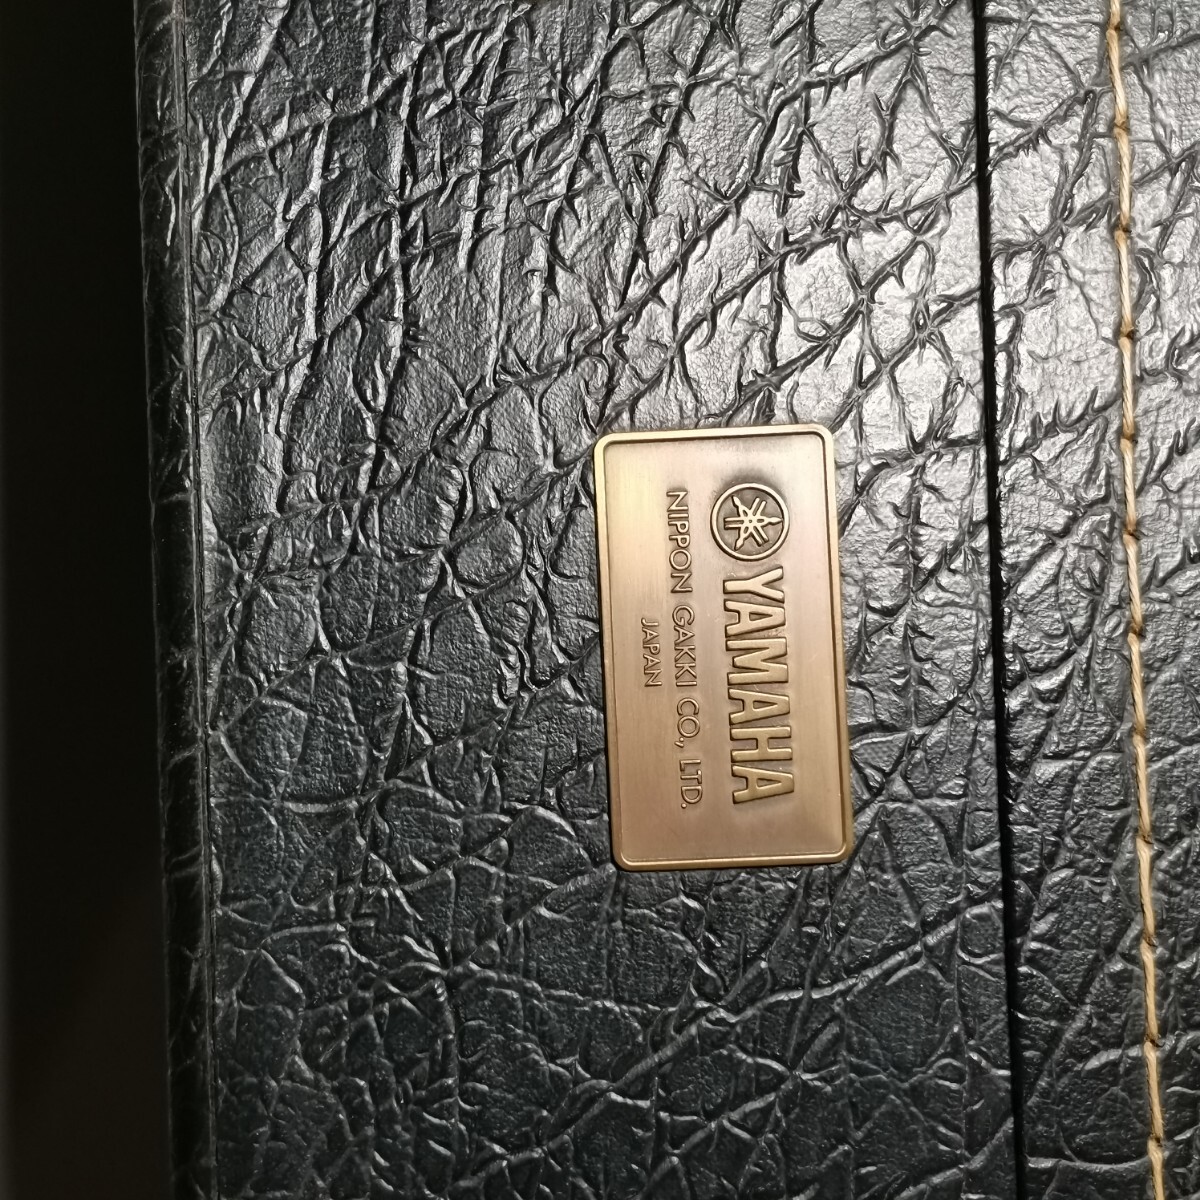 YAMAHA
NIPPON GAKKI CO., LTD.
JAPAN